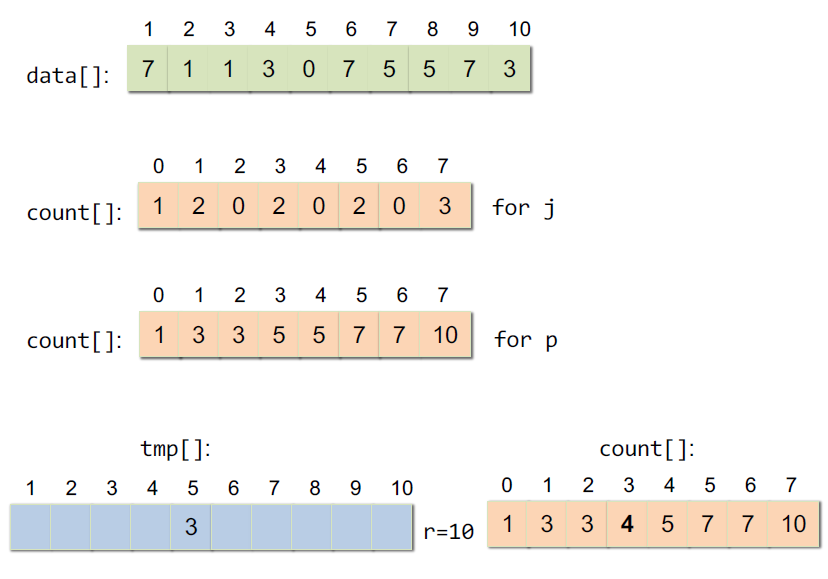 1 2 3 4 5 6 7 8 9 10
data[]: 7 1 1 3 0 7 5 5 7 3
0 1 2 3 4 5 6 7
count[]: 1 2 0 2 0 2 0 3 for j
0 1 2 3 4 5 6 7
count[]: 1 3 3 5 5 7 7 10 for p
tmp[]:
1 2 3 4 5 6 7 8 9 10
3
r=10
count[]:
0 1 2 3 4 5 6 7
1 3 3 4 5 7 7 10